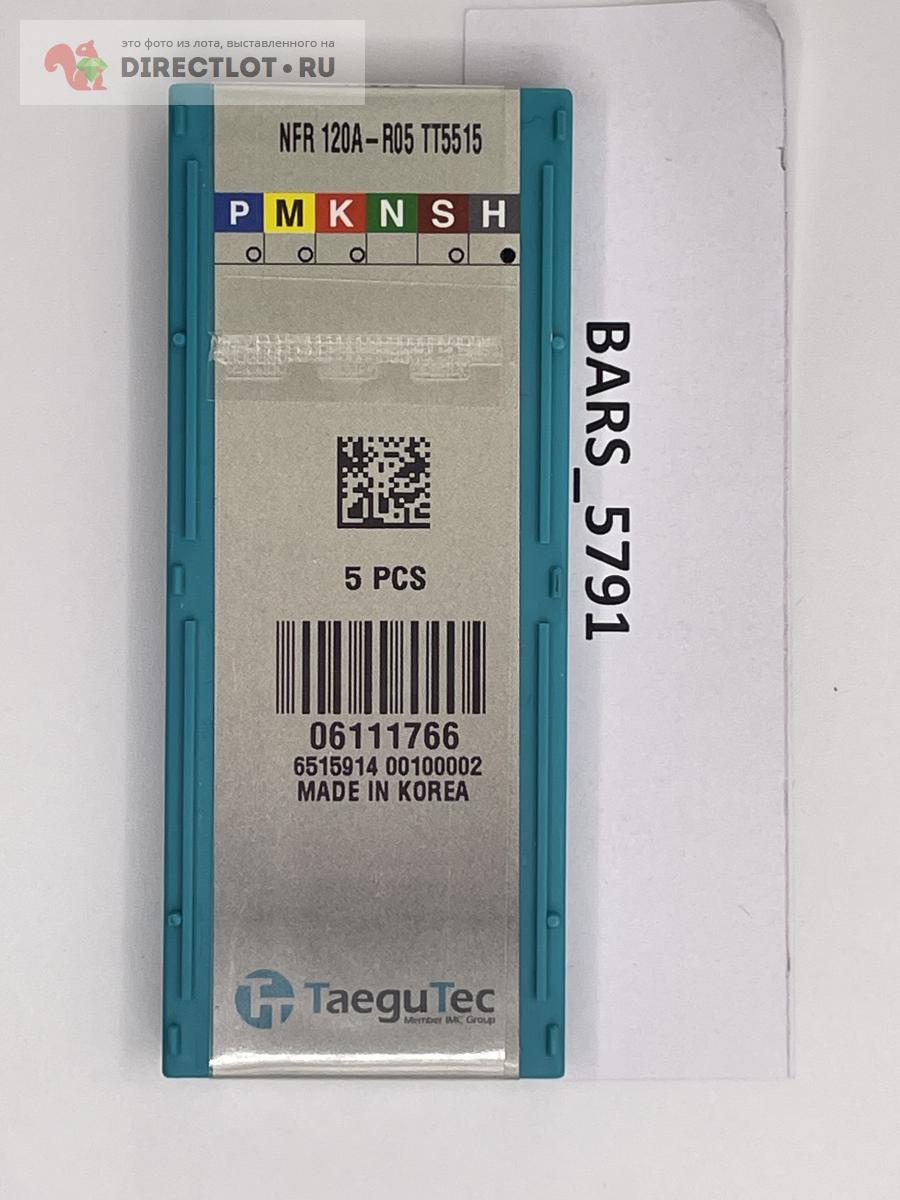 это фото из лота, выставленного на
DIRECTLOT•RU
NFR 120A-R05 TT5515
P M K N S H
5 PCS
06111766
6515914 00100002
MADE IN KOREA
TaeguTec
Member IMC Group
BARS_5791